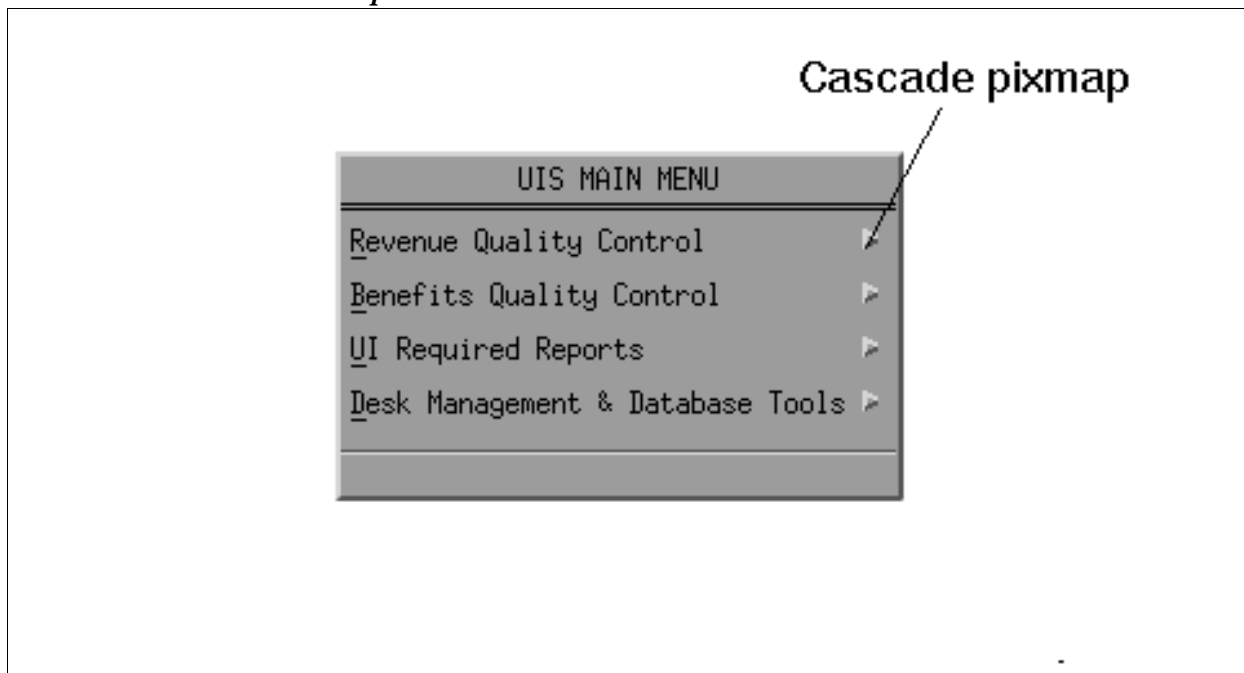 Cascade pixmap
UIS MAIN MENU
Revenue Quality Control
Benefits Quality Control
UI Required Reports
Desk Management & Database Tools